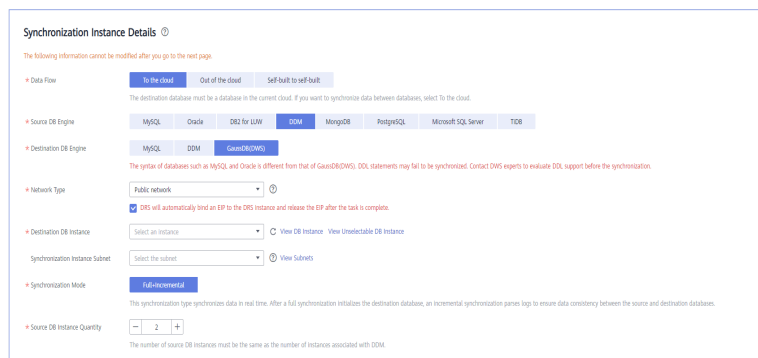 Synchronization Instance Details ?
The following information cannot be modified after you go to the next page.
* Data Flow To the cloud Out of the cloud Self-built to self-built
The destination database must be a database in the current cloud. If you want to synchronize data between databases, select To the cloud.
* Source DB Engine MySQL Oracle DB2 for LUW DDM MongoDB PostgreSQL Microsoft SQL Server TiDB
* Destination DB Engine MySQL DDM GaussDB(DWS)
The syntax of databases such as MySQL and Oracle is different from that of GaussDB(DWS). DDL statements may fail to be synchronized. Contact DWS experts to evaluate DDL support before the synchronization.
* Network Type Public network ?
DRS will automatically bind an EIP to the DRS instance and release the EIP after the task is complete.
* Destination DB Instance Select an instance C View DB Instance View Unselectable DB Instance
Synchronization Instance Subnet Select the subnet ? View Subnets
* Synchronization Mode Full+Incremental
This synchronization type synchronizes data in real time. After a full synchronization initializes the destination database, an incremental synchronization parses logs to ensure data consistency between the source and destination databases.
* Source DB Instance Quantity − 2 +
The number of source DB instances must be the same as the number of instances associated with DDM.